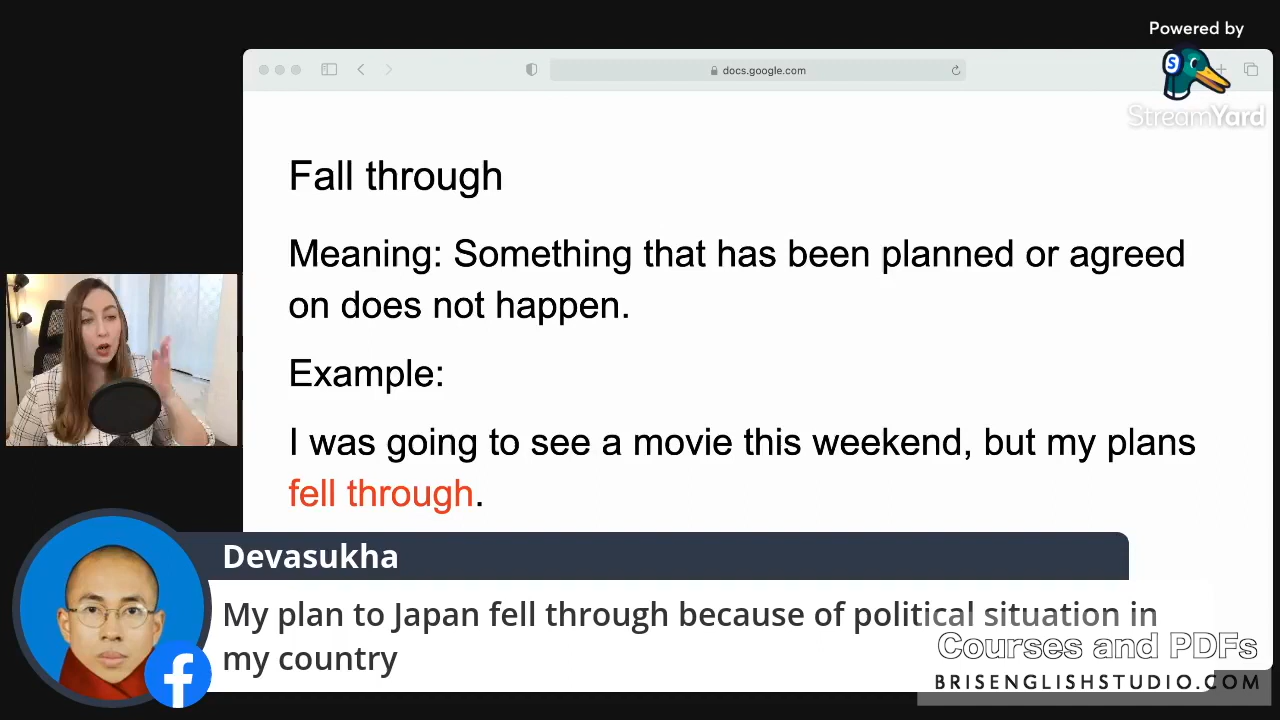 Powered by
docs.google.com
StreamYard
Fall through
Meaning: Something that has been planned or agreed
on does not happen.
Example:
I was going to see a movie this weekend, but my plans
fell through.
Devasukha
My plan to Japan fell through because of political situation in
my country
Courses and PDFs
BRISENGLISHSTUDIO.COM